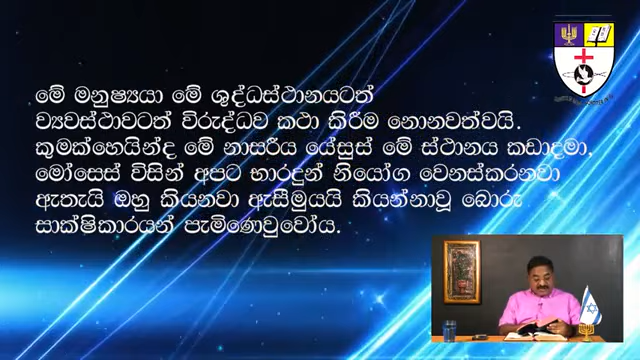 මේ මනුෂ්‍යයා මේ ශුද්ධස්ථානයටත්
ව්‍යවස්ථාවටත් විරුද්ධව කථා කිරීම නොනවත්වයි.
කුමක්හෙයින්ද මේ නාසරීය යේසුස් මේ ස්ථානය කඩාදමා,
මෝසෙස් විසින් අපට භාරදුන් නියෝග වෙනස්කරනවා
ඇතැයි ඔහු කියනවා ඇසීමුයයි කියන්නාවූ බොරු
සාක්ෂිකාරයන් පැමිණෙවුවෝය.